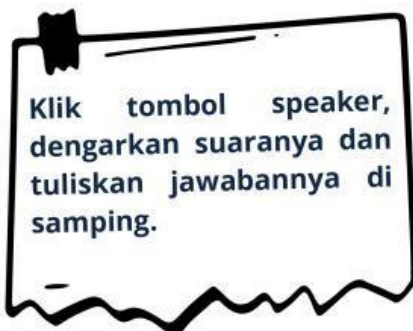 Klik tombol speaker,
dengarkan suaranya dan
tuliskan jawabannya di
samping.